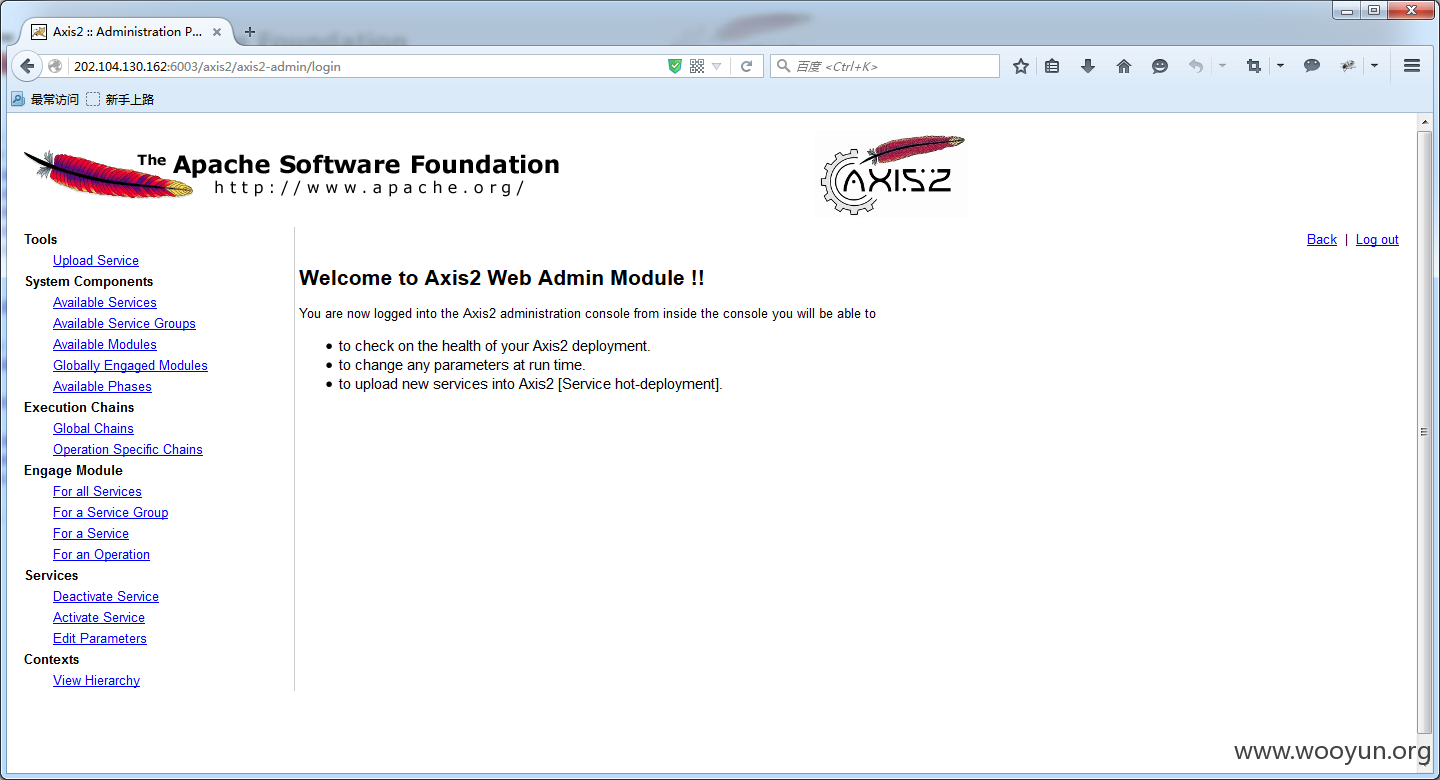 Axis2 :: Administration P...
202.104.130.162:6003/axis2/axis2-admin/login
百度 <Ctrl+K>
最常访问
新手上路
The Apache Software Foundation
http://www.apache.org/
AXIS2
Back | Log out
Tools
Upload Service
System Components
Available Services
Available Service Groups
Available Modules
Globally Engaged Modules
Available Phases
Execution Chains
Global Chains
Operation Specific Chains
Engage Module
For all Services
For a Service Group
For a Service
For an Operation
Services
Deactivate Service
Activate Service
Edit Parameters
Contexts
View Hierarchy
Welcome to Axis2 Web Admin Module !!
You are now logged into the Axis2 administration console from inside the console you will be able to
to check on the health of your Axis2 deployment.
to change any parameters at run time.
to upload new services into Axis2 [Service hot-deployment].
www.wooyun.org